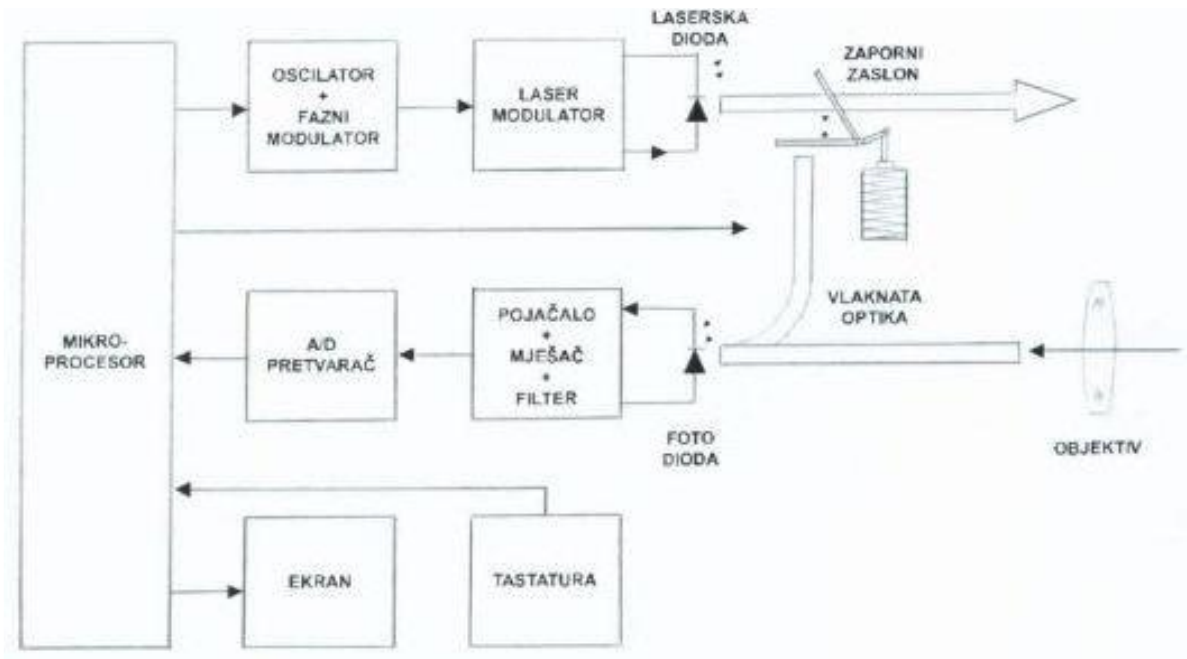 LASERSKA
DIODA
ZAPORNI
ZASLON
OSCILATOR
+
FAZNI
MODULATOR
LASER
MODULATOR
MIKRO-
PROCESOR
A/D
PRETVARAČ
POJAČALO
+
MJEŠAČ
+
FILTER
VLAKNATA
OPTIKA
FOTO
DIODA
OBJEKTIV
EKRAN
TASTATURA